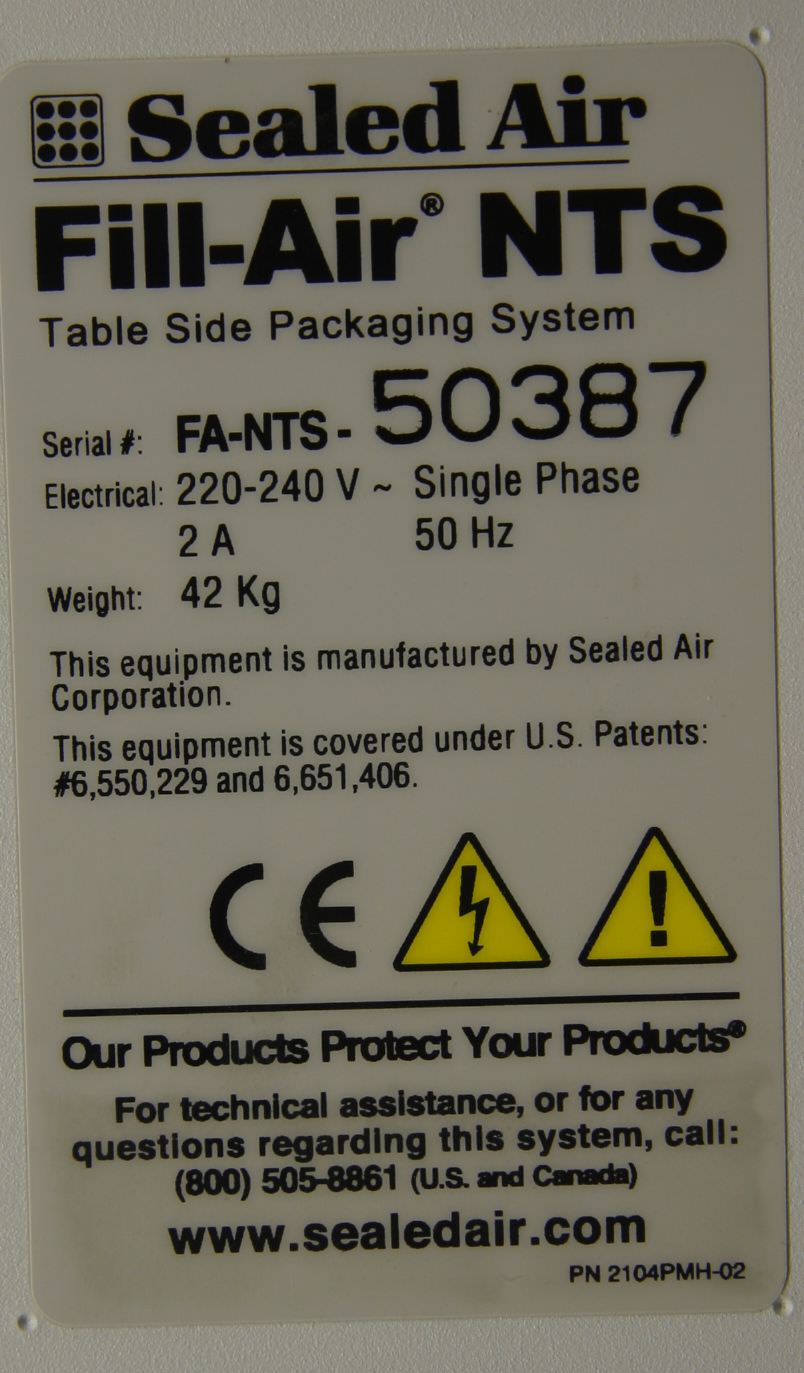 Sealed Air
Fill-Air® NTS
Table Side Packaging System
Serial #: FA-NTS- 50387
Electrical: 220-240 V ~ Single Phase
2 A 50 Hz
Weight: 42 Kg
This equipment is manufactured by Sealed Air
Corporation.
This equipment is covered under U.S. Patents:
#6,550,229 and 6,651,406.
CE
Our Products Protect Your Products®
For technical assistance, or for any
questions regarding this system, call:
(800) 505-8861 (U.S. and Canada)
www.sealedair.com
PN 2104PMH-02